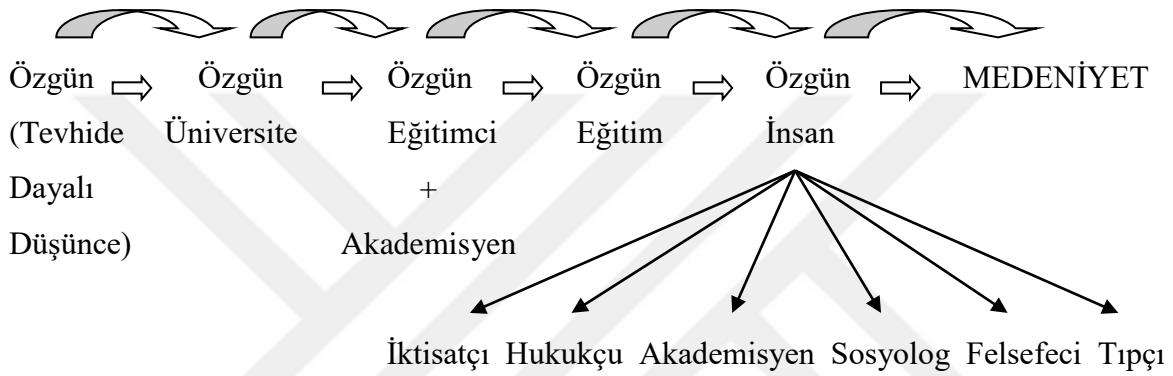 Özgün Özgün Özgün Özgün Özgün MEDENİYET
(Tevhide Üniversite Eğitimci Eğitim İnsan
Dayalı +
Düşünce) Akademisyen
İktisatçı Hukukçu Akademisyen Sosyolog Felsefeci Tıpçı